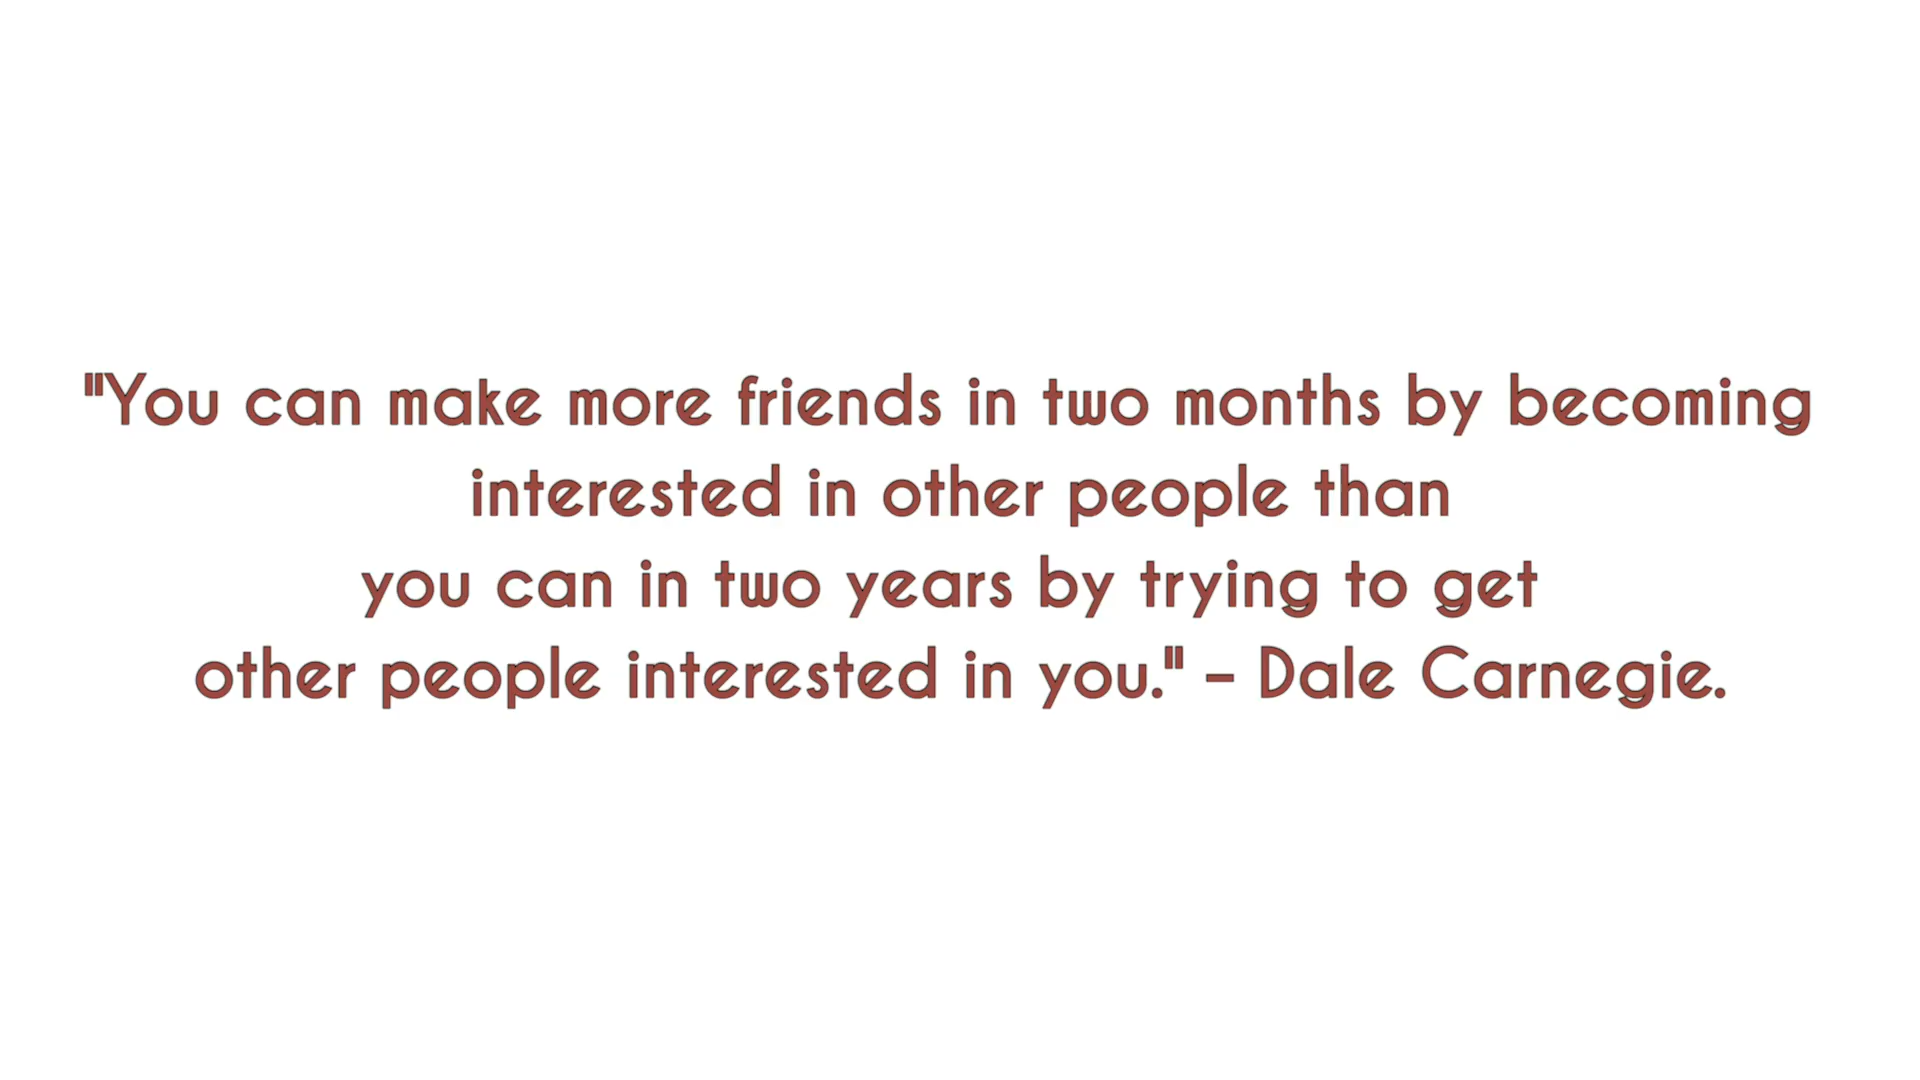 "You can make more friends in two months by becoming
interested in other people than
you can in two years by trying to get
other people interested in you." – Dale Carnegie.